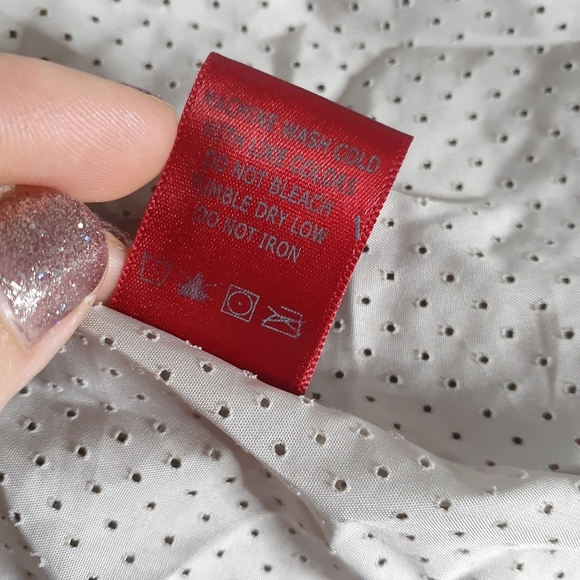 MACHINE WASH COLD
WITH LIKE COLORS
DO NOT BLEACH
TUMBLE DRY LOW
DO NOT IRON